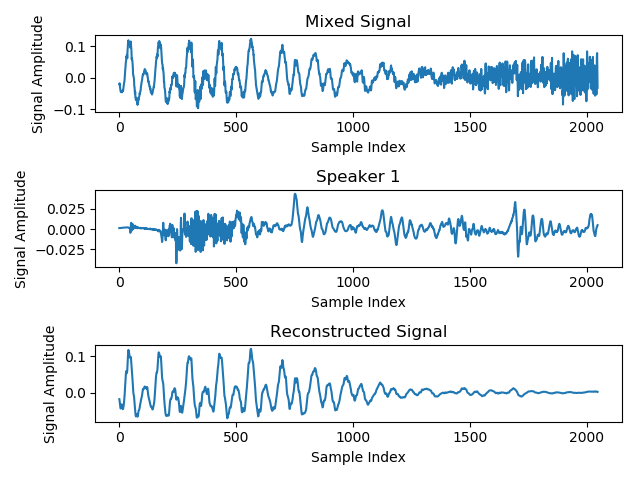 Mixed Signal
Signal Amplitude
0.1
0.0
−0.1
0
500
1000
1500
2000
Sample Index
Speaker 1
Signal Amplitude
0.025
0.000
−0.025
0
500
1000
1500
2000
Sample Index
Reconstructed Signal
Signal Amplitude
0.1
0.0
0
500
1000
1500
2000
Sample Index